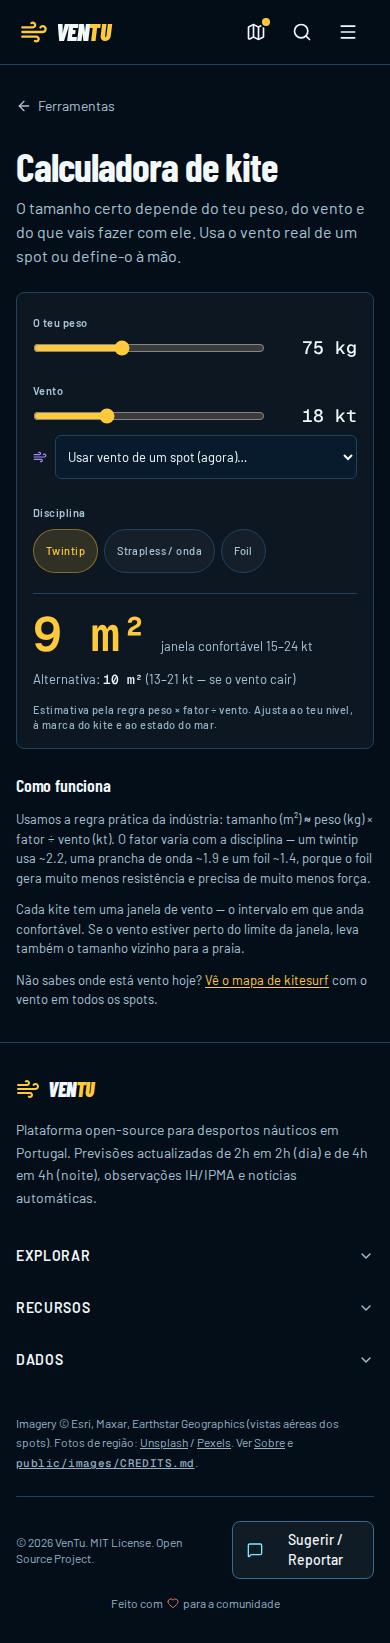 VENTU
Ferramentas
Calculadora de kite
O tamanho certo depende do teu peso, do vento e
do que vais fazer com ele. Usa o vento real de um
spot ou define-o à mão.
O teu peso
75 kg
Vento
18 kt
Usar vento de um spot (agora)...
Disciplina
Twintip
Strapless / onda
Foil
9 m² janela confortável 15–24 kt
Alternativa: 10 m² (13–21 kt — se o vento cair)
Estimativa pela regra peso × fator ÷ vento. Ajusta ao teu nível,
à marca do kite e ao estado do mar.
Como funciona
Usamos a regra prática da indústria: tamanho (m²) ≈ peso (kg) ×
fator ÷ vento (kt). O fator varia com a disciplina — um twintip
usa ~2.2, uma prancha de onda ~1.9 e um foil ~1.4, porque o foil
gera muito menos resistência e precisa de muito menos força.
Cada kite tem uma janela de vento — o intervalo em que anda
confortável. Se o vento estiver perto do limite da janela, leva
também o tamanho vizinho para a praia.
Não sabes onde está vento hoje? Vê o mapa de kitesurf com o
vento em todos os spots.
VENTU
Plataforma open-source para desportos náuticos em
Portugal. Previsões actualizadas de 2h em 2h (dia) e de 4h
em 4h (noite), observações IH/IPMA e notícias
automáticas.
EXPLORAR
RECURSOS
DADOS
Imagery © Esri, Maxar, Earthstar Geographics (vistas aéreas dos
spots). Fotos de região: Unsplash / Pexels. Ver Sobre e
public/images/CREDITS.md.
© 2026 VenTu. MIT License. Open
Source Project.
Sugerir /
Reportar
Feito com para a comunidade